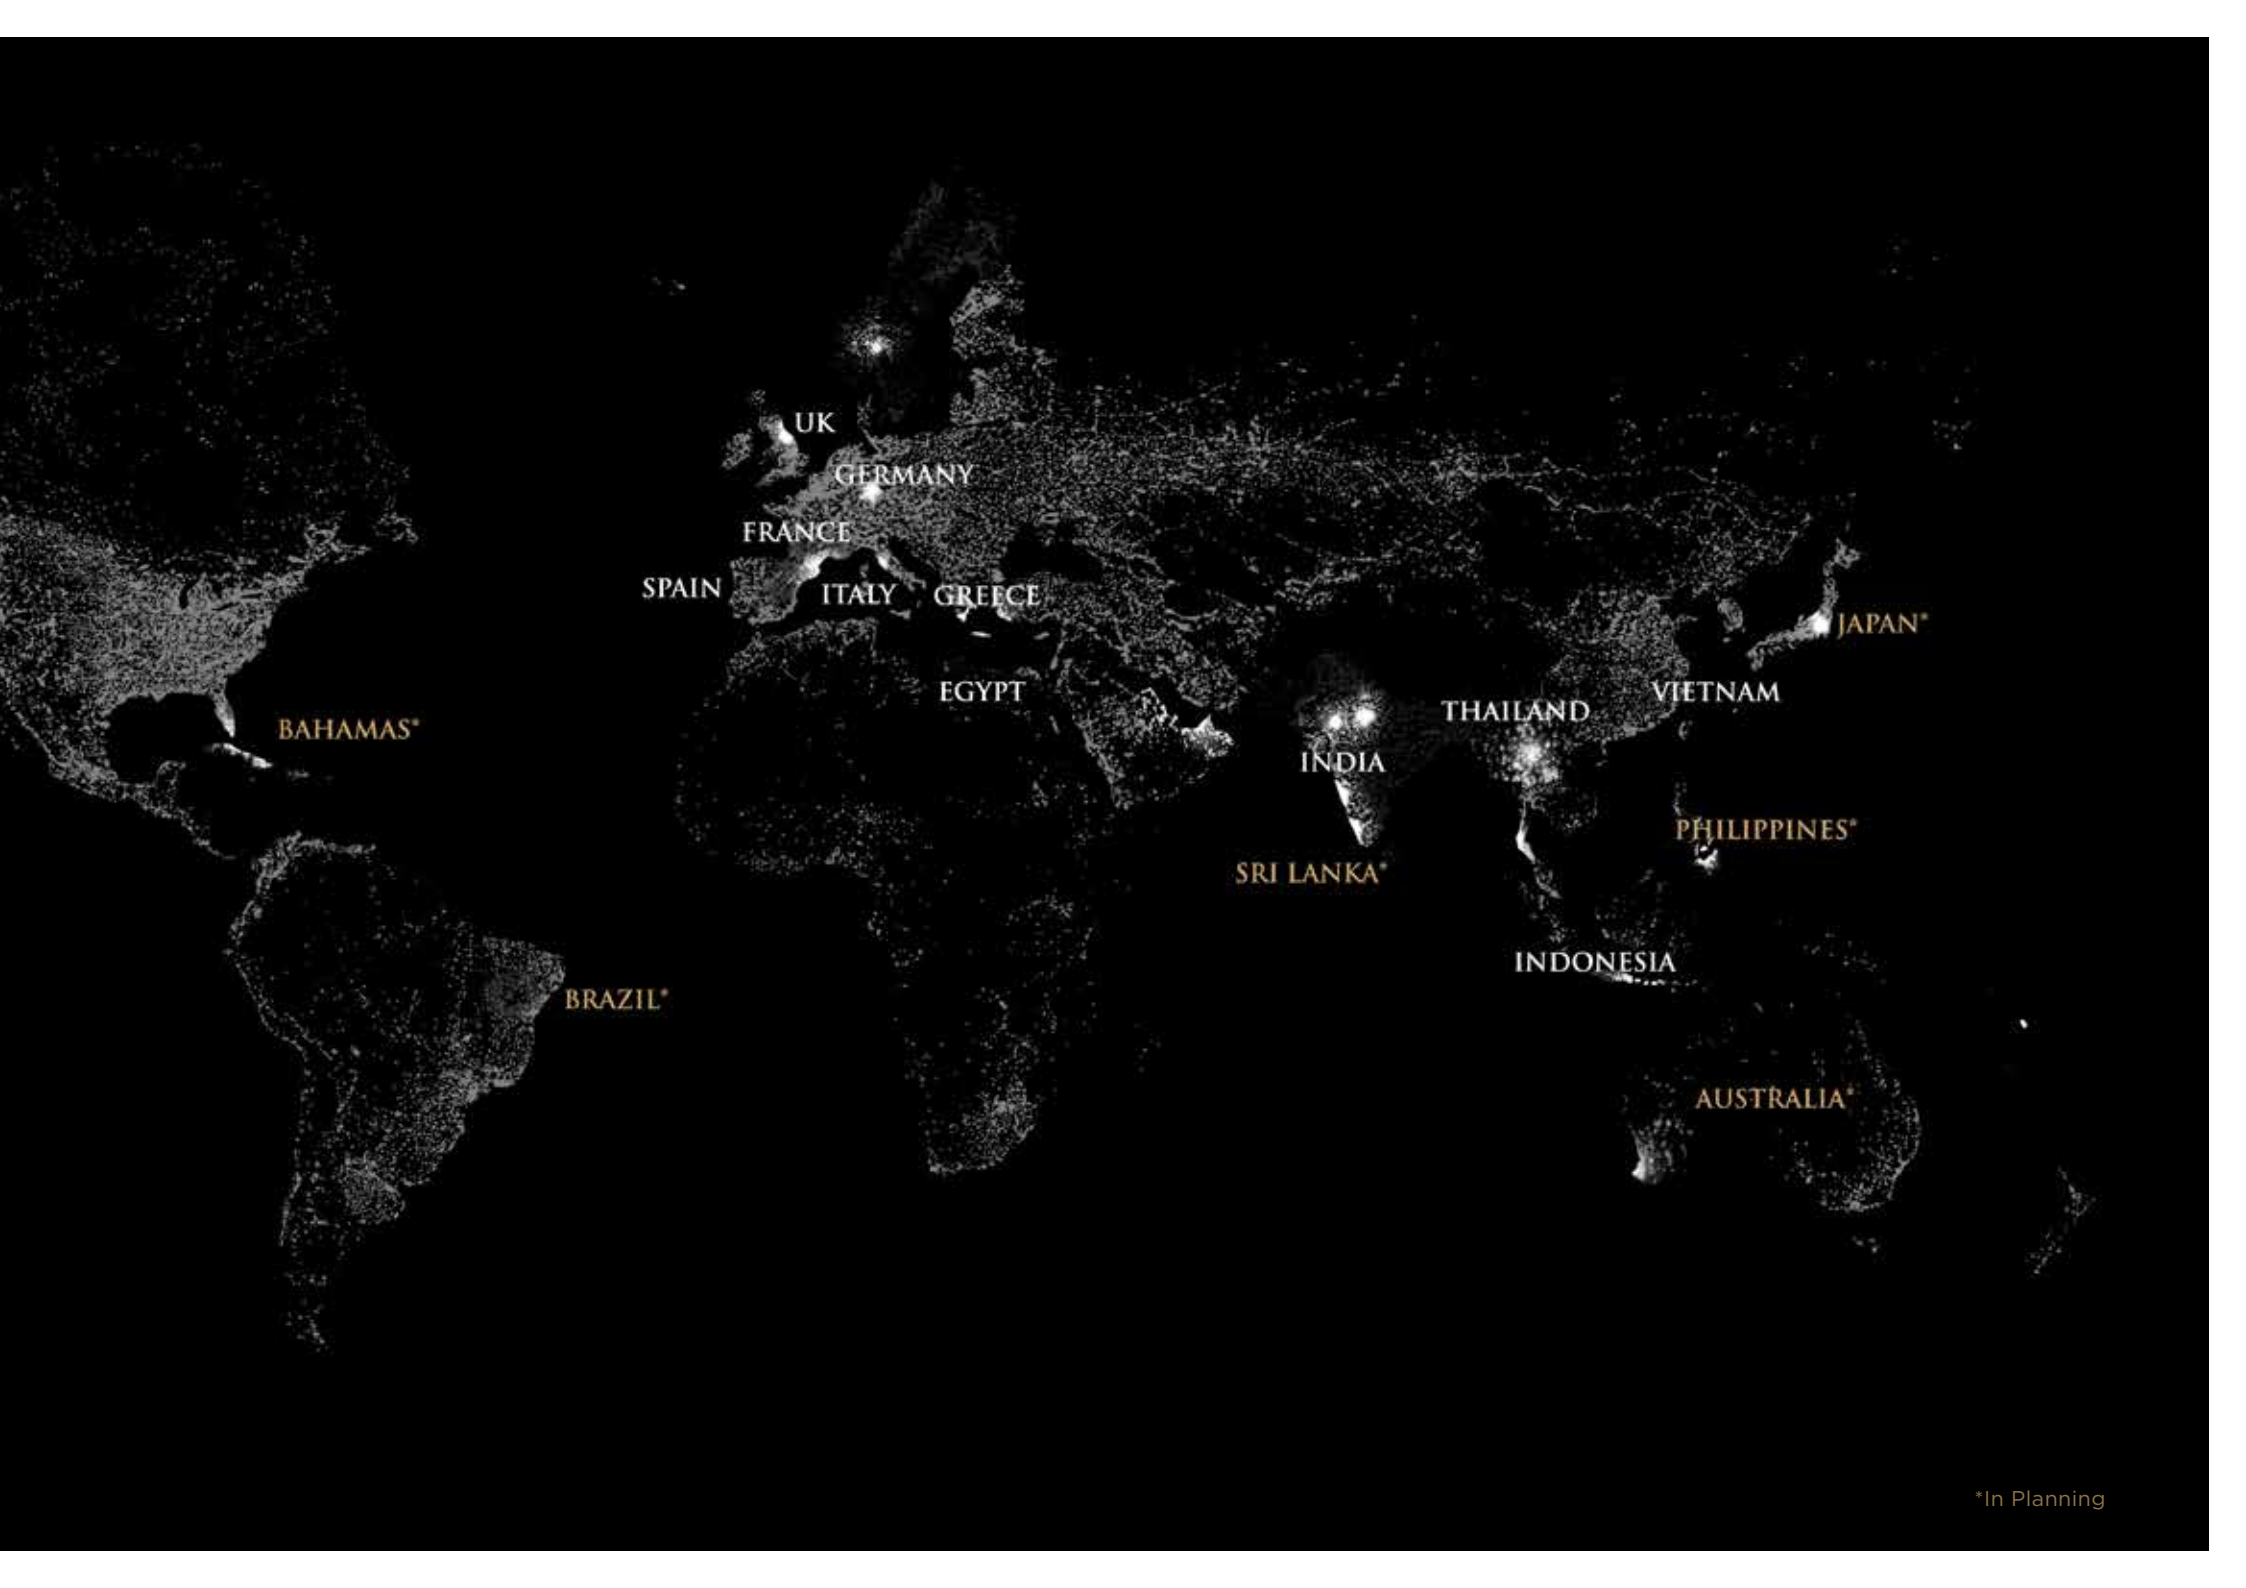 UK
GERMANY
FRANCE
SPAIN
ITALY
GREECE
JAPAN*
EGYPT
VIETNAM
THAILAND
BAHAMAS*
INDIA
PHILIPPINES*
SRI LANKA*
INDONESIA
BRAZIL*
AUSTRALIA*
*In Planning